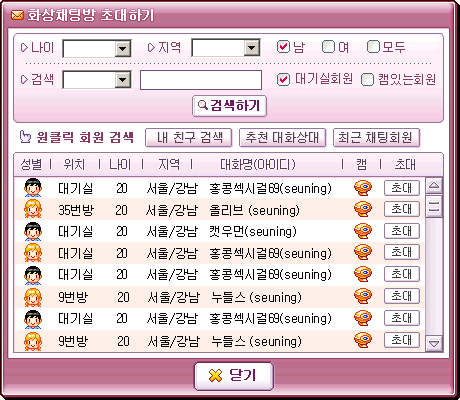 화상채팅방 초대하기
나이 지역 남 여 모두
검색 대기실회원 캠있는회원
검색하기
원클릭 회원 검색 내 친구 검색 추천 대화상대 최근 채팅회원
성별 위치 나이 지역 대화명(아이디) 캠 초대
대기실 20 서울/강남 홍콩섹시걸69(seuning) 초대
35번방 20 서울/강남 올리브 (seuning) 초대
대기실 20 서울/강남 캣우먼(seuning) 초대
대기실 20 서울/강남 홍콩섹시걸69(seuning) 초대
대기실 20 서울/강남 홍콩섹시걸69(seuning) 초대
9번방 20 서울/강남 누들스 (seuning) 초대
대기실 20 서울/강남 홍콩섹시걸69(seuning) 초대
9번방 20 서울/강남 누들스 (seuning) 초대
닫기